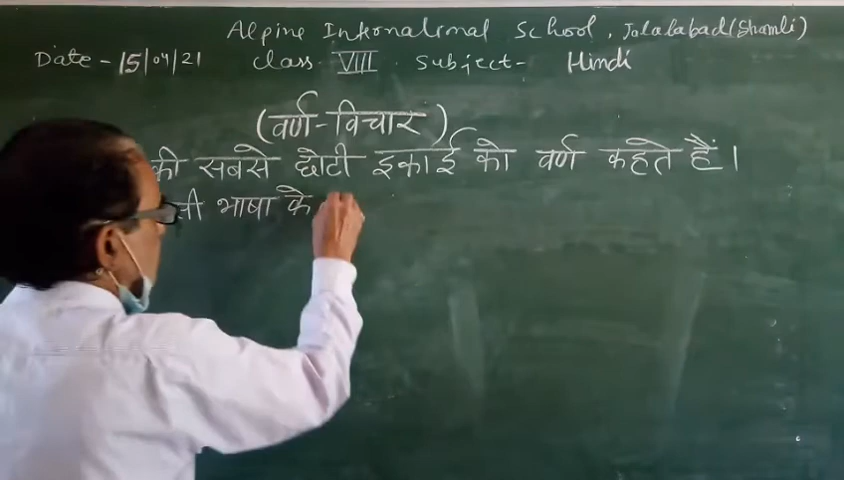 Alpine International School, Jalalabad(Shamli)
Date - 15/04/21 Class VIII Subject- Hindi
(वर्ण-विचार)
की सबसे छोटी इकाई को वर्ण कहते हैं।
भाषा के